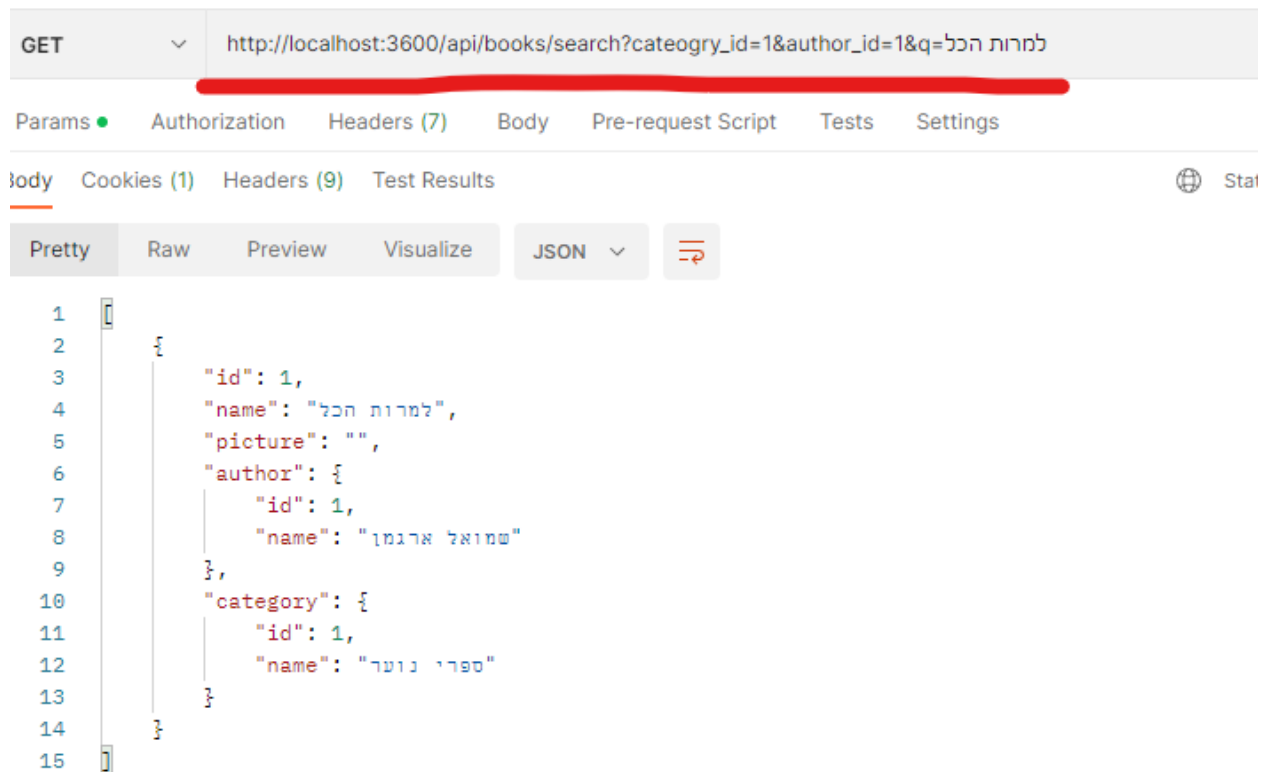 GET http://localhost:3600/api/books/search?cateogry_id=1&author_id=1&q=למרות הכל
Params Authorization Headers (7) Body Pre-request Script Tests Settings
Body Cookies (1) Headers (9) Test Results Stat
Pretty Raw Preview Visualize JSON
1 [
2 {
3 "id": 1,
4 "name": "למרות הכל",
5 "picture": "",
6 "author": {
7 "id": 1,
8 "name": "שמואל ארגמן"
9 },
10 "category": {
11 "id": 1,
12 "name": "ספרי נוער"
13 }
14 }
15 ]